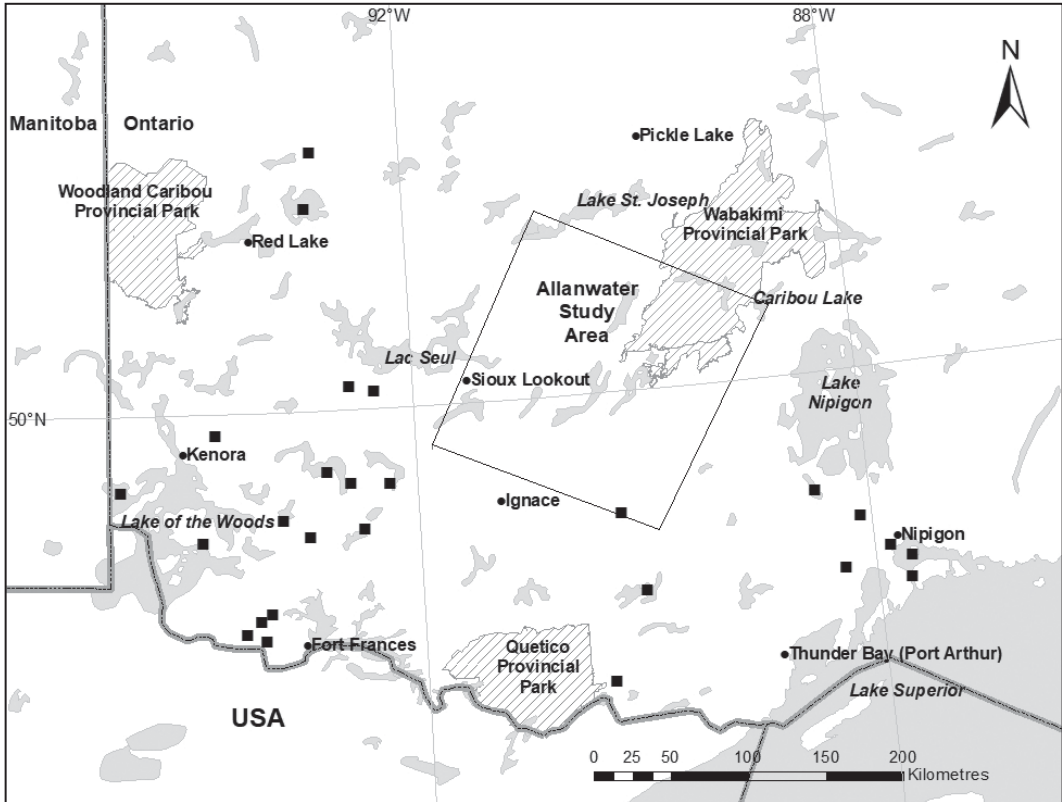 92°W
88°W
N
Manitoba
Ontario
Pickle Lake
Woodland Caribou
Provincial Park
Lake St. Joseph
Wabakimi
Provincial Park
Red Lake
Allanwater
Study
Area
Caribou Lake
Lac Seul
Sioux Lookout
Lake
Nipigon
50°N
Kenora
Ignace
Lake of the Woods
Nipigon
Fort Frances
Quetico
Provincial
Park
Thunder Bay (Port Arthur)
Lake Superior
USA
0 25 50 100 150 200
Kilometres